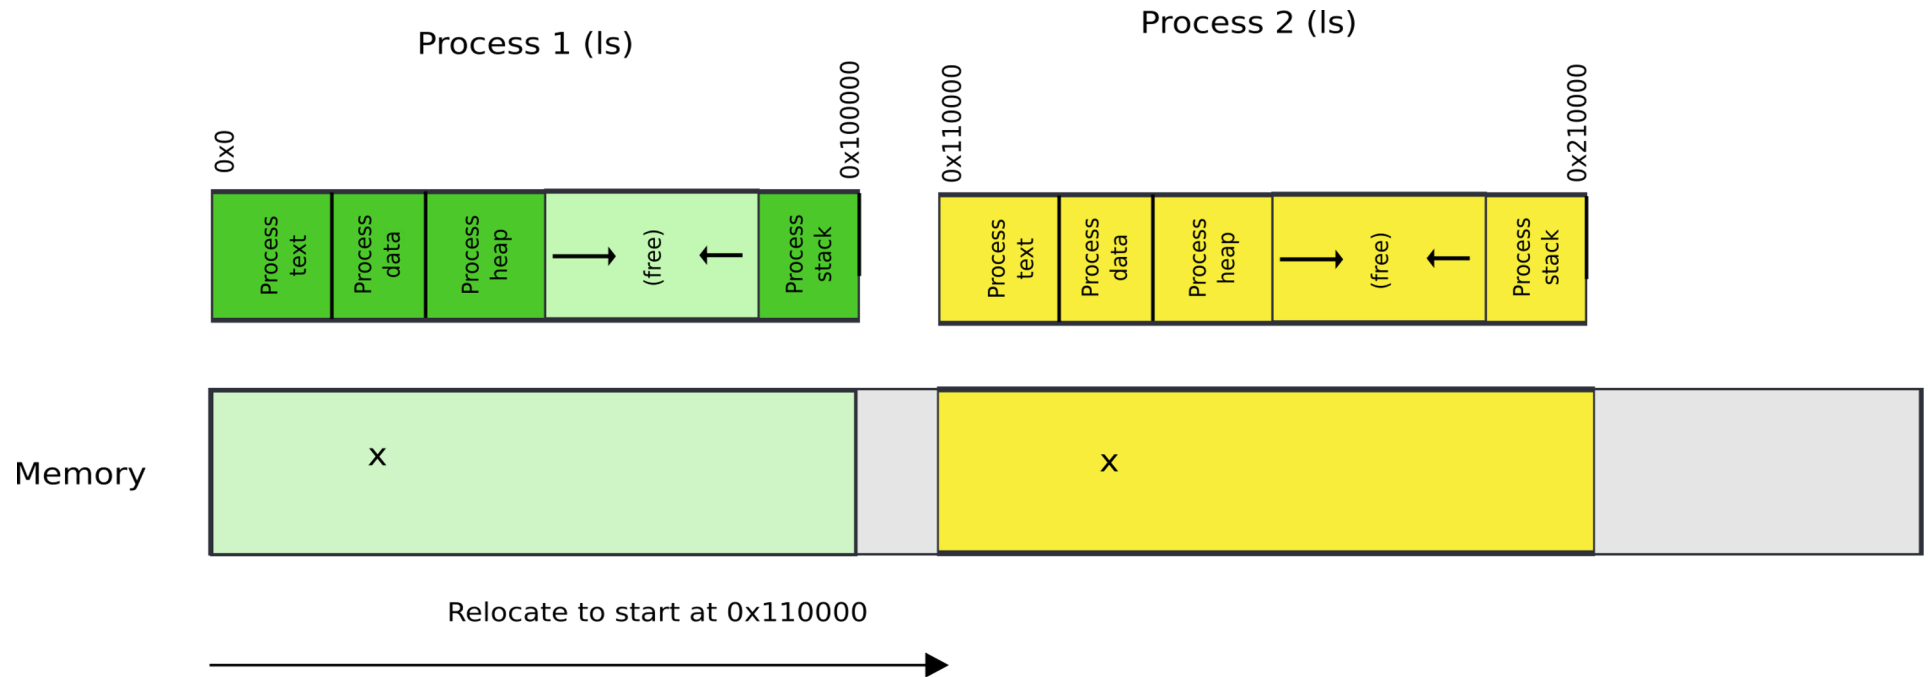 Process 1 (ls)
Process 2 (ls)
0x0
0x100000
0x110000
0x210000
Process
text
Process
data
Process
heap
(free)
Process
stack
Process
text
Process
data
Process
heap
(free)
Process
stack
Memory
x
x
Relocate to start at 0x110000